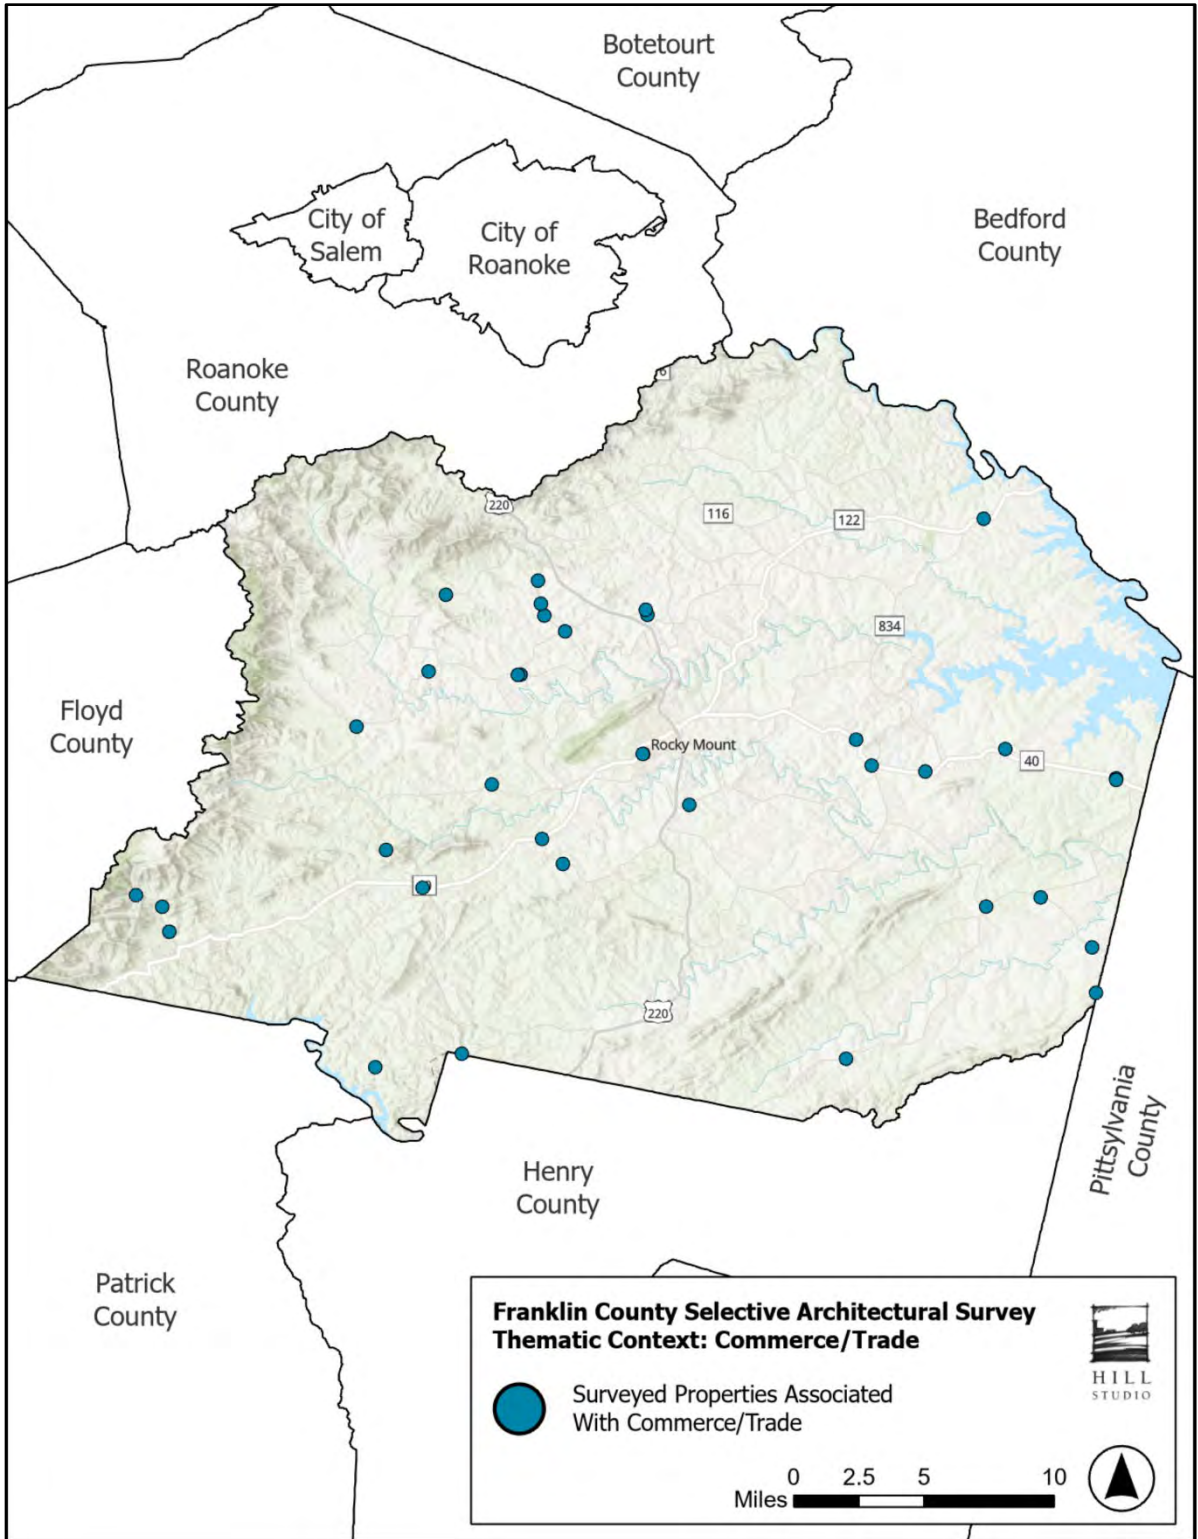 Botetourt
County
City of
Salem
City of
Roanoke
Bedford
County
Roanoke
County
220
116
122
834
Floyd
County
Rocky Mount
40
220
Pittsylvania
County
Henry
County
Patrick
County
Franklin County Selective Architectural Survey
Thematic Context: Commerce/Trade
Surveyed Properties Associated
With Commerce/Trade
HILL
STUDIO
0 2.5 5 10
Miles